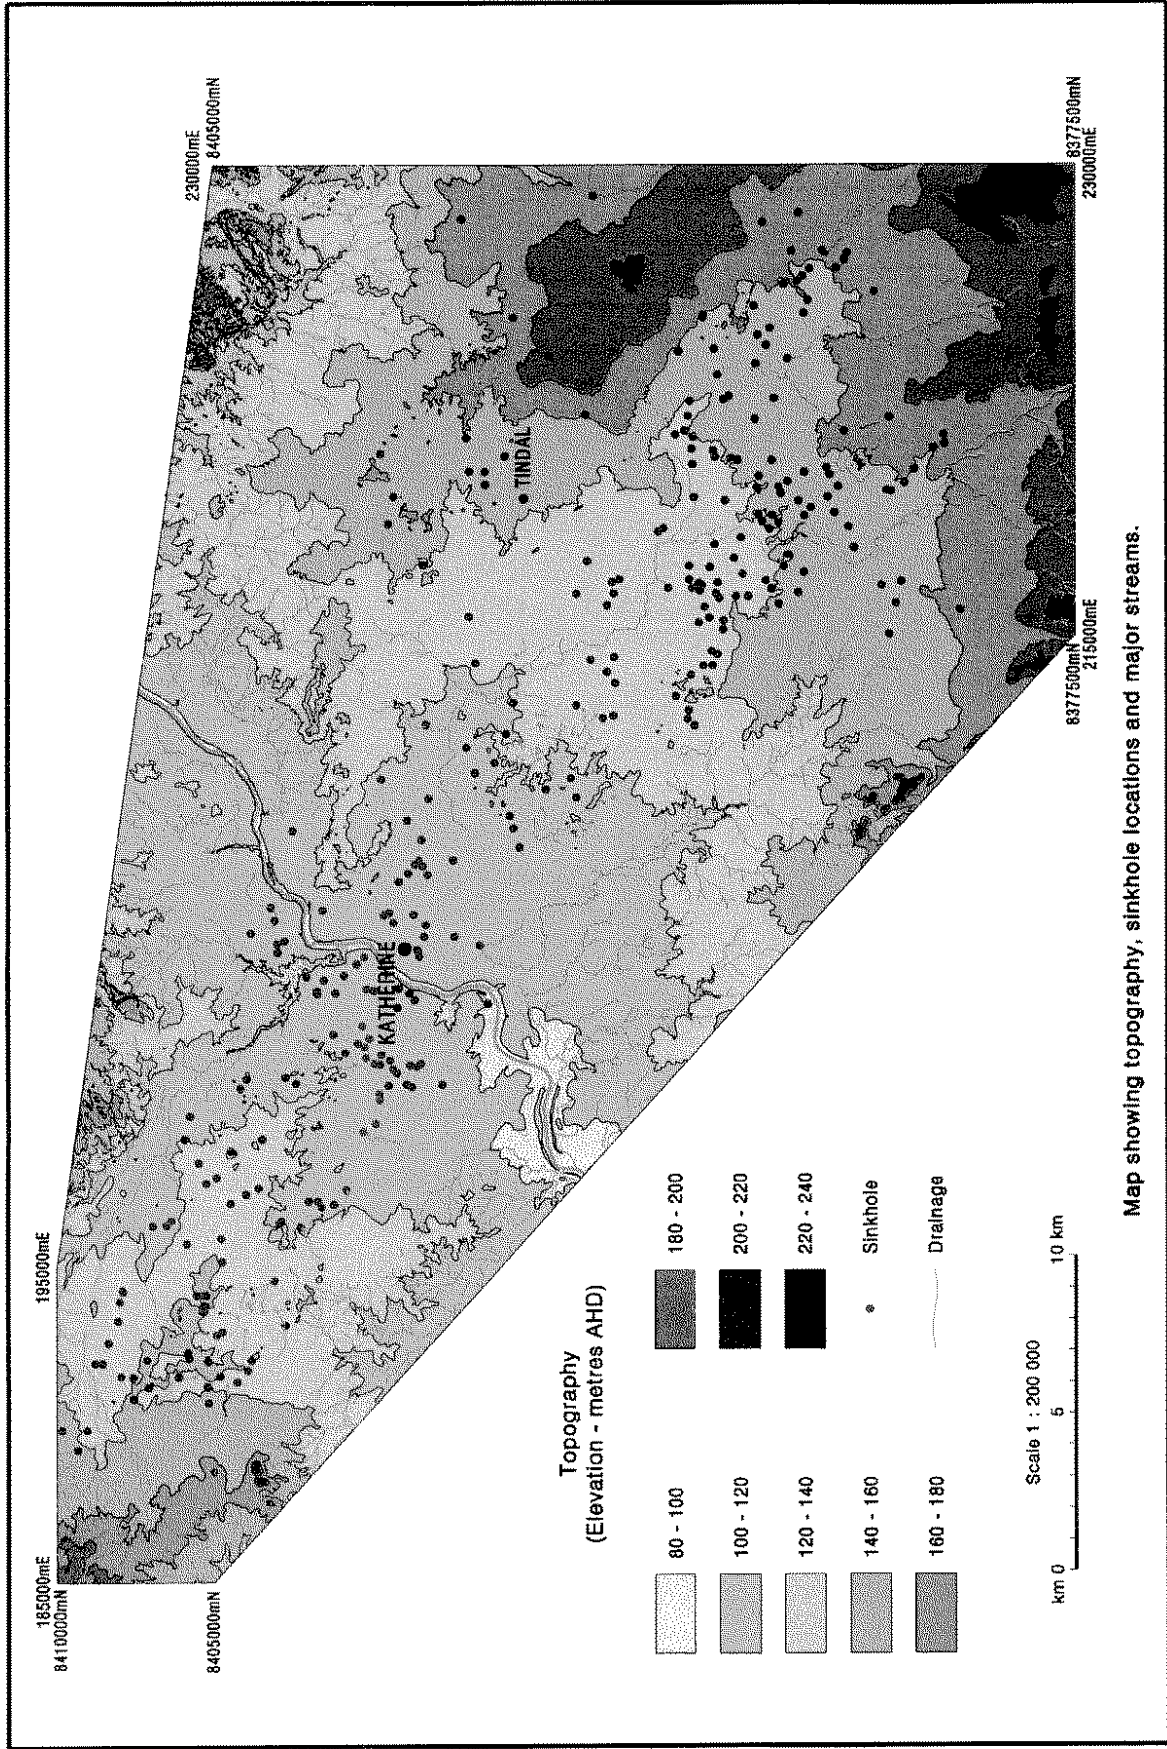 185000mE
8410000mN
195000mE
230000mE
8405000mN
8405000mN
KATHERINE
TINDAL
8377500mN
215000mE
8377500mN
230000mE
Topography
(Elevation - metres AHD)
80 - 100
100 - 120
120 - 140
140 - 160
160 - 180
180 - 200
200 - 220
220 - 240
Sinkhole
Drainage
Scale 1 : 200 000
km 0 5 10 km
Map showing topography, sinkhole locations and major streams.